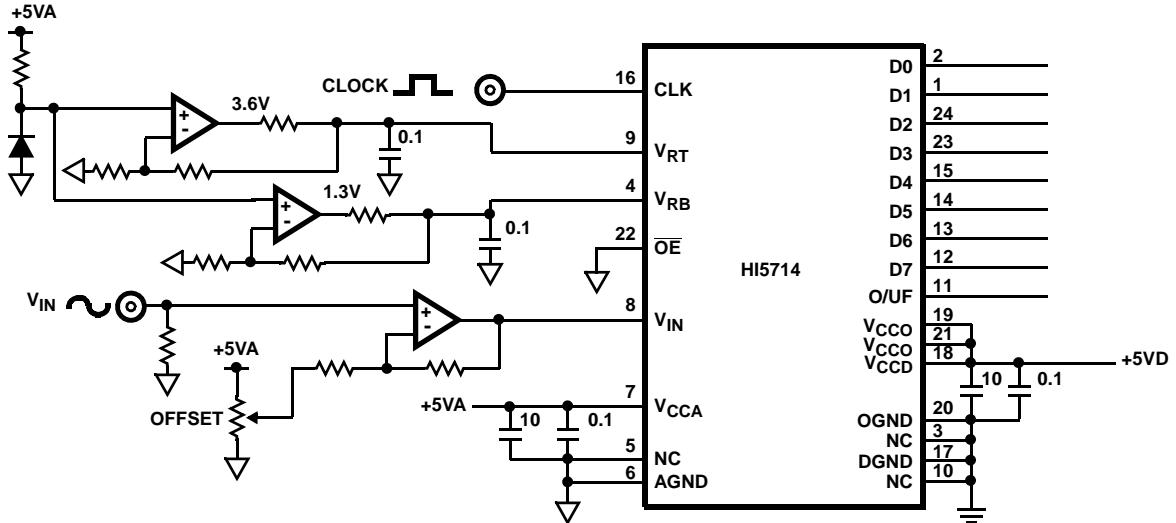 +5VA
CLOCK
16 CLK
3.6V
0.1
9 VRT
1.3V
0.1
4 VRB
22 OE
VIN
8 VIN
+5VA
OFFSET
+5VA
10
0.1
7 VCCA
5 NC
6 AGND
HI5714
D0 2
D1 1
D2 24
D3 23
D4 15
D5 14
D6 13
D7 12
O/UF 11
VCCO 19
VCCO 21
VCCD 18
+5VD
10
0.1
OGND 20
NC 3
DGND 17
NC 10
+
-
+
-
+
-